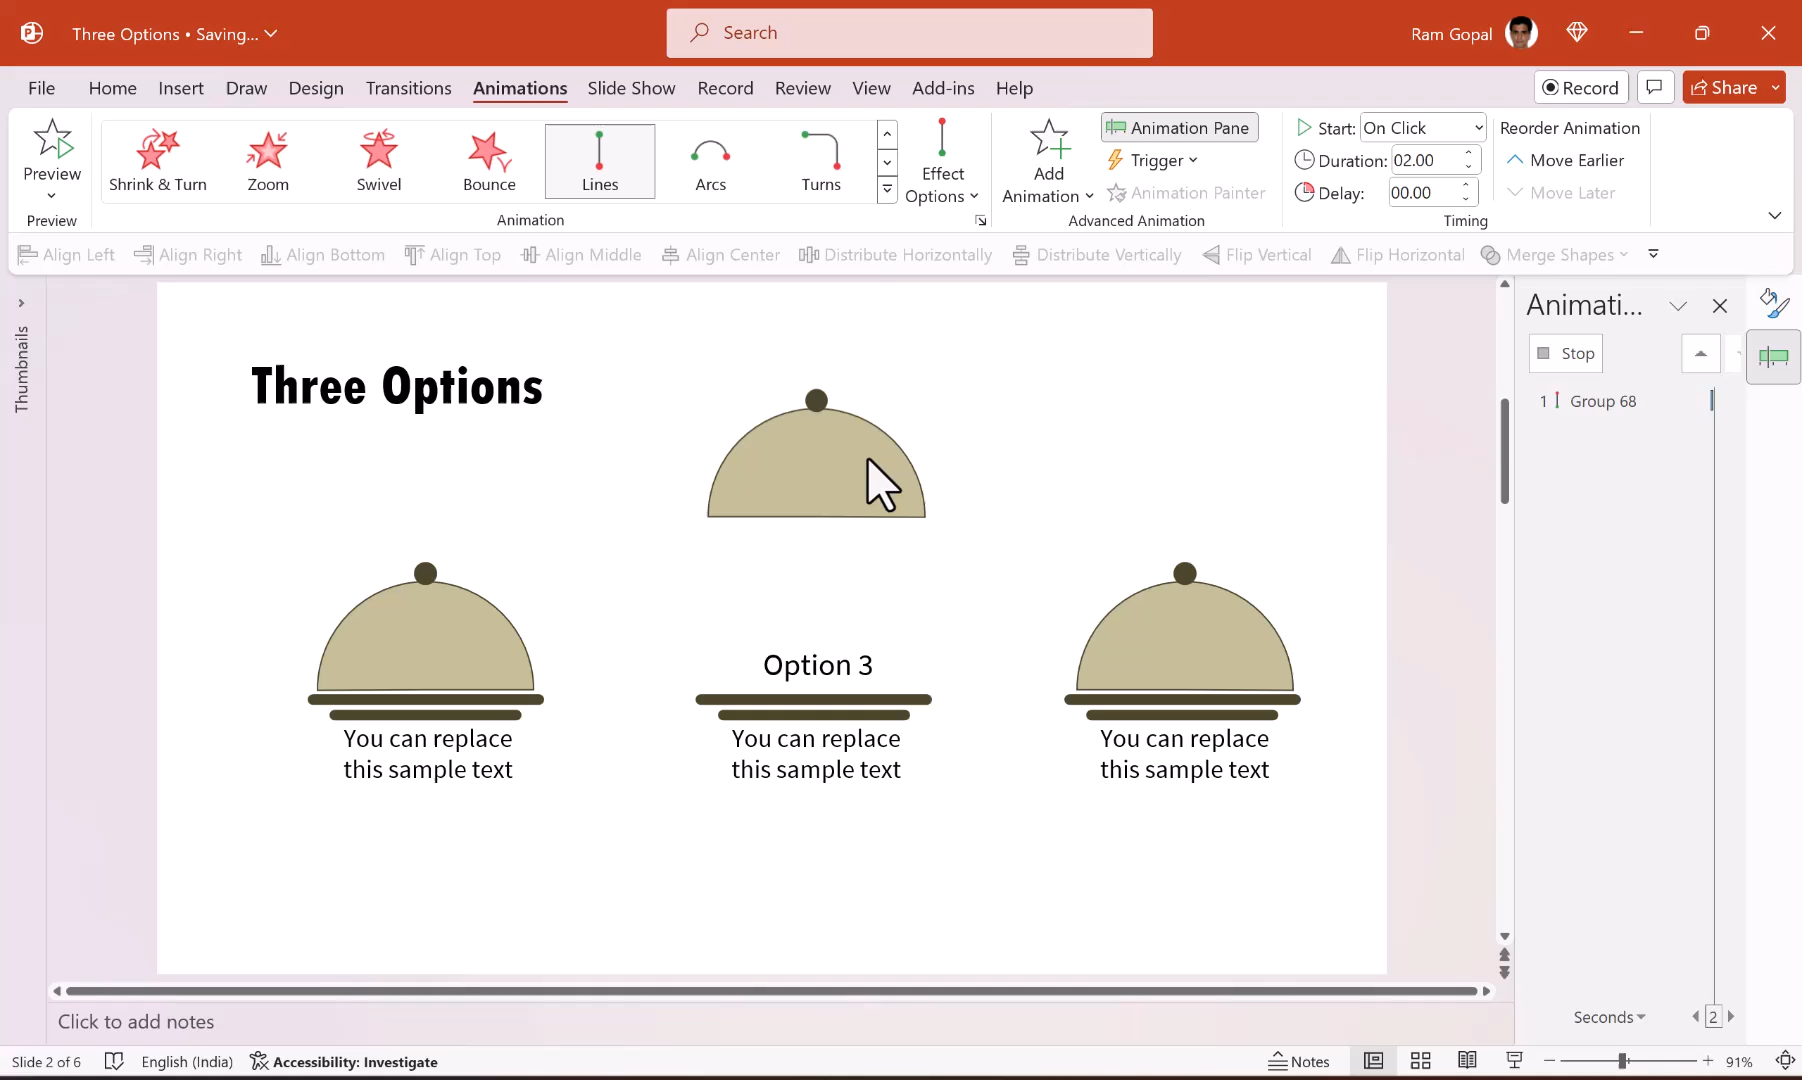 Three Options • Saving...
Search
Ram Gopal
File
Home
Insert
Draw
Design
Transitions
Animations
Slide Show
Record
Review
View
Add-ins
Help
Record
Share
Preview
Preview
Shrink & Turn
Zoom
Swivel
Bounce
Lines
Arcs
Turns
Animation
Effect
Options
Add
Animation
Animation Pane
Trigger
Animation Painter
Advanced Animation
Start: On Click
Duration: 02.00
Delay: 00.00
Timing
Reorder Animation
Move Earlier
Move Later
Align Left
Align Right
Align Bottom
Align Top
Align Middle
Align Center
Distribute Horizontally
Distribute Vertically
Flip Vertical
Flip Horizontal
Merge Shapes
Thumbnails
Three Options
Option 3
You can replace
this sample text
You can replace
this sample text
You can replace
this sample text
Animati...
Stop
1 Group 68
Seconds
2
Click to add notes
Slide 2 of 6
English (India)
Accessibility: Investigate
Notes
91%